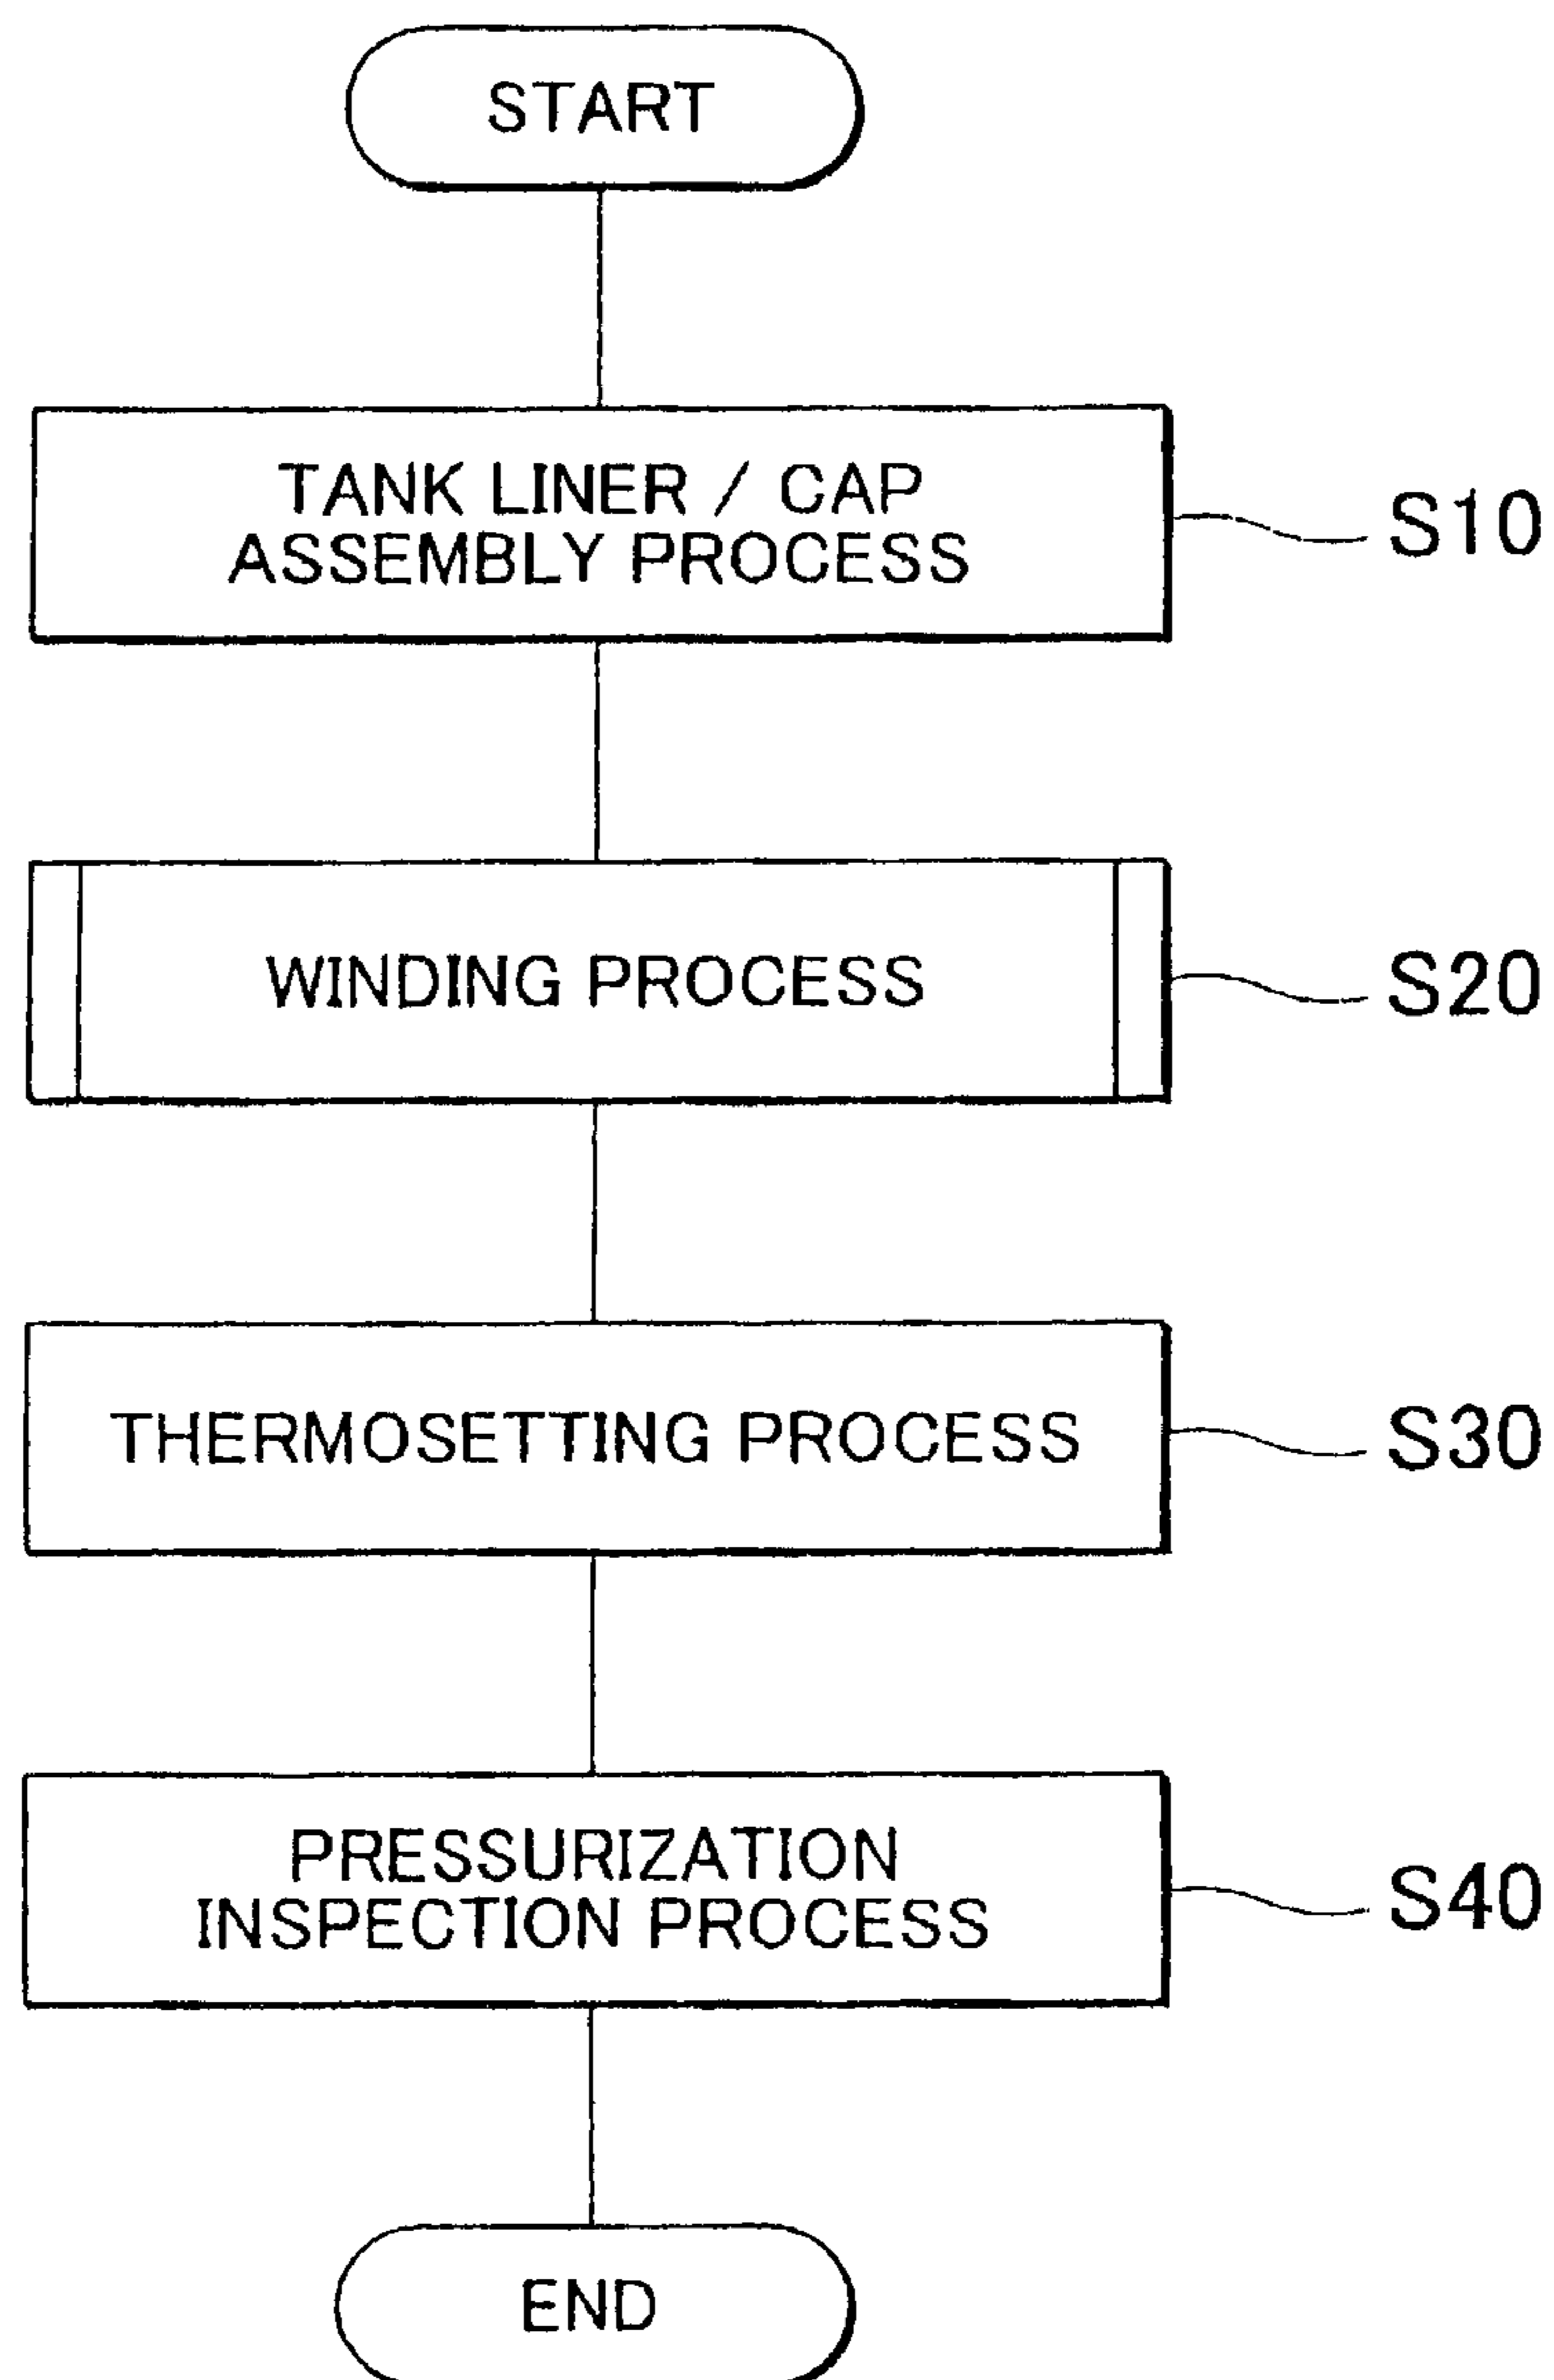 START
TANK LINER / CAP
ASSEMBLY PROCESS
S10
WINDING PROCESS
S20
THERMOSETTING PROCESS
S30
PRESSURIZATION
INSPECTION PROCESS
S40
END